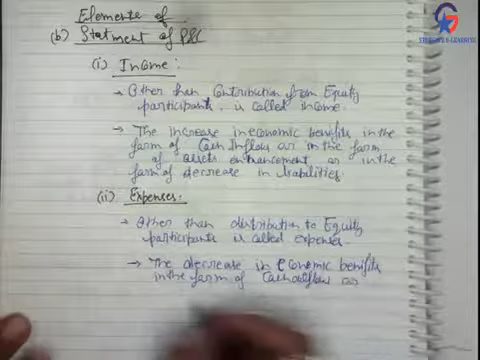 Elements of
(b) Statment of P&L
(i) Income:
→ Other than Contribution from Equity
participants, is called income.
→ The increase in economic benefits in the
form of Cash Inflow or in the form
of assets enhancement or in the
form of decrease in liabilities.
(ii) Expenses:
→ Other than distribution to Equity
participants is called expenses.
→ The decrease in economic benefits
in the form of Cash outflow or